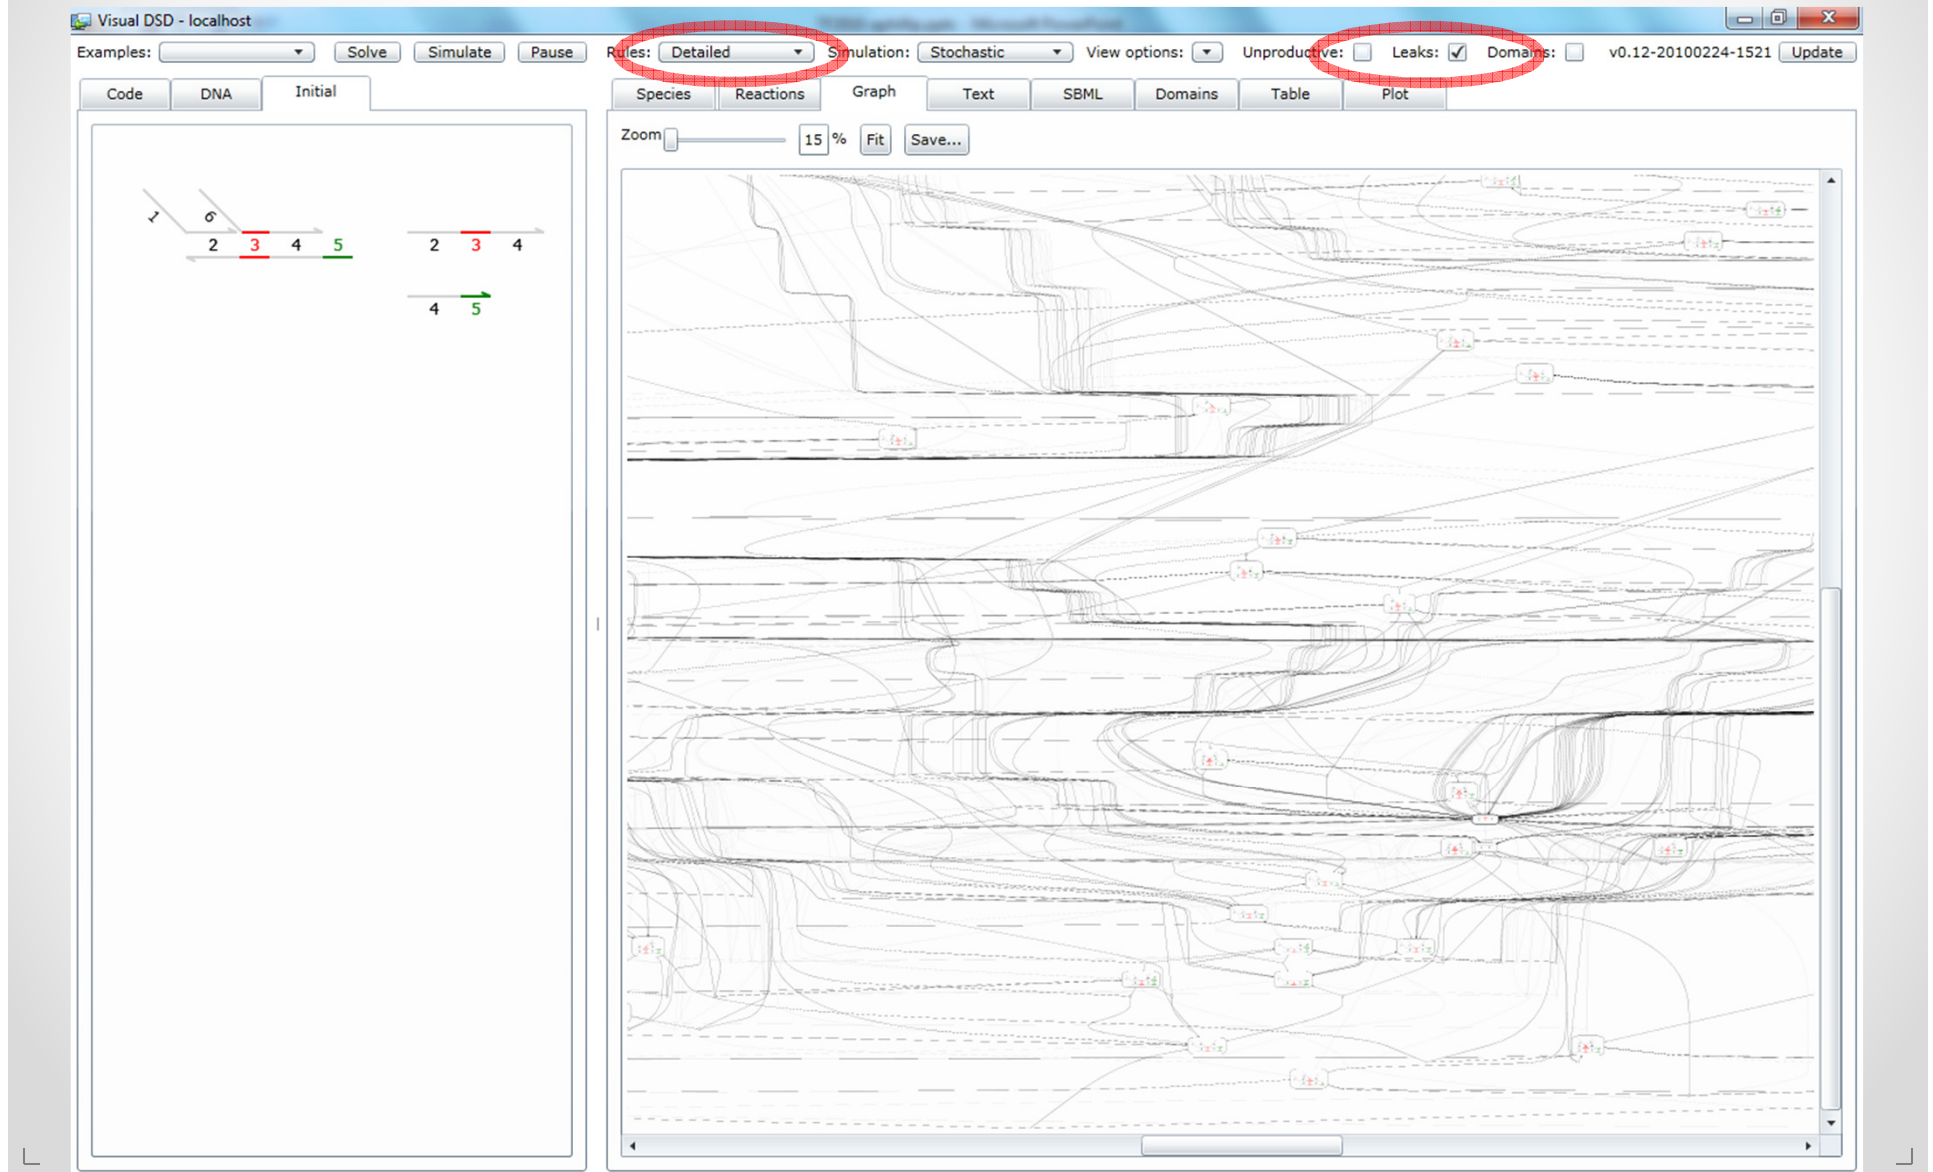 Visual DSD - localhost
Examples: Solve Simulate Pause Rules: Detailed Simulation: Stochastic View options: Unproductive: Leaks: Domains: v0.12-20100224-1521 Update
Code DNA Initial Species Reactions Graph Text SBML Domains Table Plot
Zoom 15 % Fit Save...
1 6
2 3 4 5 2 3 4
4 5